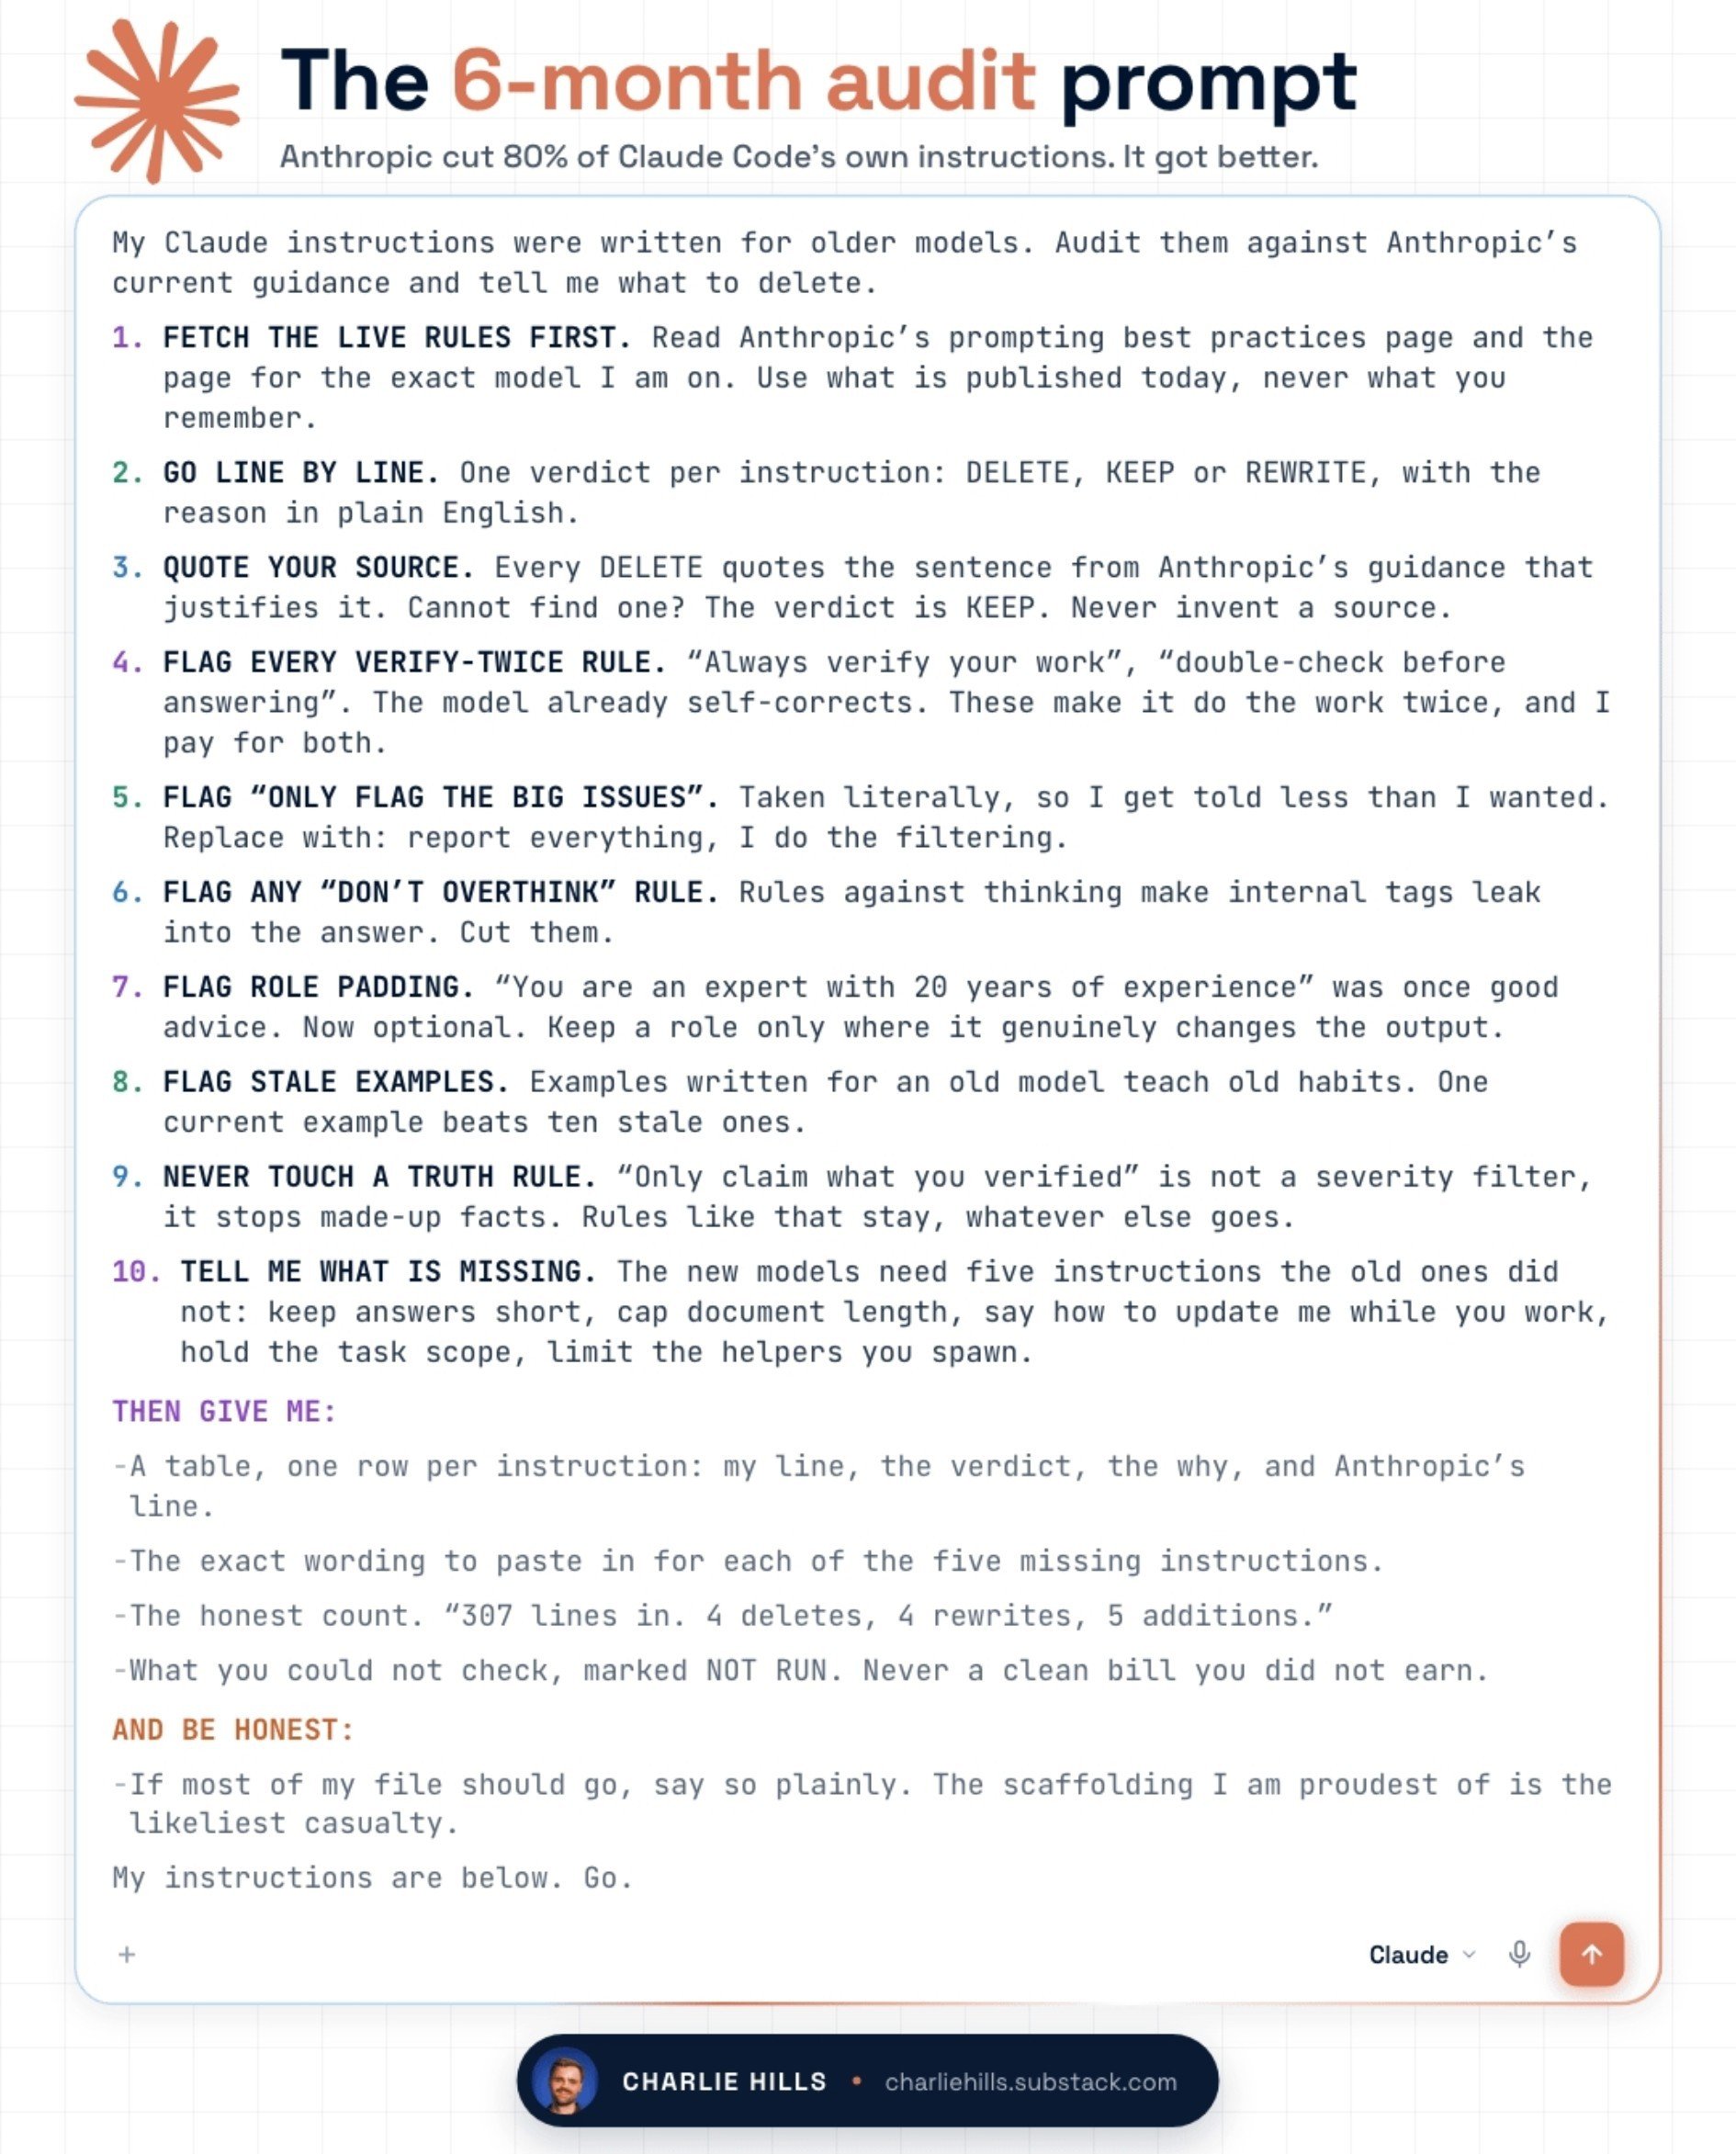 The 6-month audit prompt
Anthropic cut 80% of Claude Code's own instructions. It got better.
My Claude instructions were written for older models. Audit them against Anthropic's
current guidance and tell me what to delete.
1. FETCH THE LIVE RULES FIRST. Read Anthropic's prompting best practices page and the
page for the exact model I am on. Use what is published today, never what you
remember.
2. GO LINE BY LINE. One verdict per instruction: DELETE, KEEP or REWRITE, with the
reason in plain English.
3. QUOTE YOUR SOURCE. Every DELETE quotes the sentence from Anthropic's guidance that
justifies it. Cannot find one? The verdict is KEEP. Never invent a source.
4. FLAG EVERY VERIFY-TWICE RULE. “Always verify your work”, “double-check before
answering”. The model already self-corrects. These make it do the work twice, and I
pay for both.
5. FLAG “ONLY FLAG THE BIG ISSUES”. Taken literally, so I get told less than I wanted.
Replace with: report everything, I do the filtering.
6. FLAG ANY “DON'T OVERTHINK” RULE. Rules against thinking make internal tags leak
into the answer. Cut them.
7. FLAG ROLE PADDING. “You are an expert with 20 years of experience” was once good
advice. Now optional. Keep a role only where it genuinely changes the output.
8. FLAG STALE EXAMPLES. Examples written for an old model teach old habits. One
current example beats ten stale ones.
9. NEVER TOUCH A TRUTH RULE. “Only claim what you verified” is not a severity filter,
it stops made-up facts. Rules like that stay, whatever else goes.
10. TELL ME WHAT IS MISSING. The new models need five instructions the old ones did
not: keep answers short, cap document length, say how to update me while you work,
hold the task scope, limit the helpers you spawn.
THEN GIVE ME:
-A table, one row per instruction: my line, the verdict, the why, and Anthropic's
line.
-The exact wording to paste in for each of the five missing instructions.
-The honest count. “307 lines in. 4 deletes, 4 rewrites, 5 additions.”
-What you could not check, marked NOT RUN. Never a clean bill you did not earn.
AND BE HONEST:
-If most of my file should go, say so plainly. The scaffolding I am proudest of is the
likeliest casualty.
My instructions are below. Go.
+ Claude
CHARLIE HILLS • charliehills.substack.com